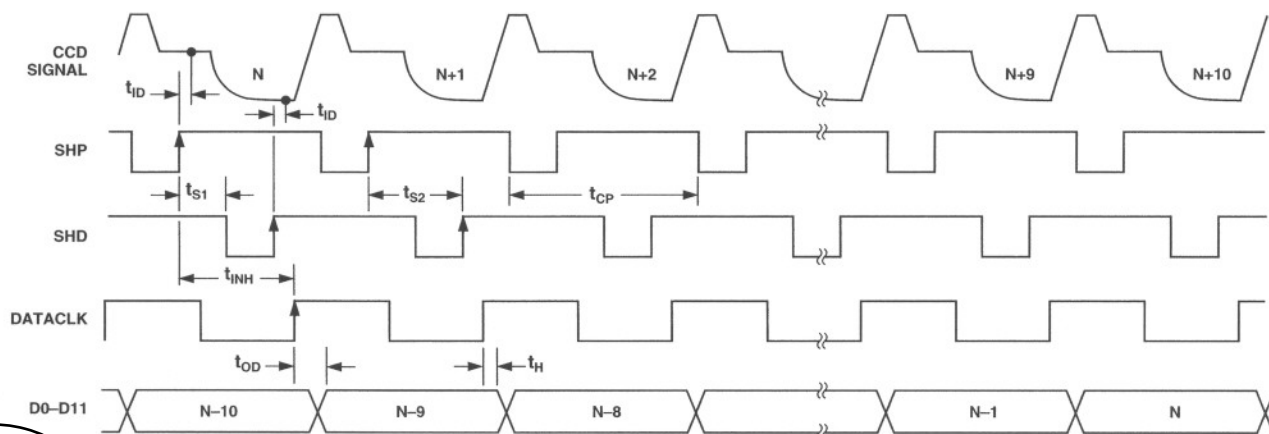 CCD
SIGNAL
N
N+1
N+2
N+9
N+10
tID
tID
SHP
tS1
tS2
tCP
SHD
tINH
DATACLK
tOD
tH
D0–D11
N–10
N–9
N–8
N–1
N